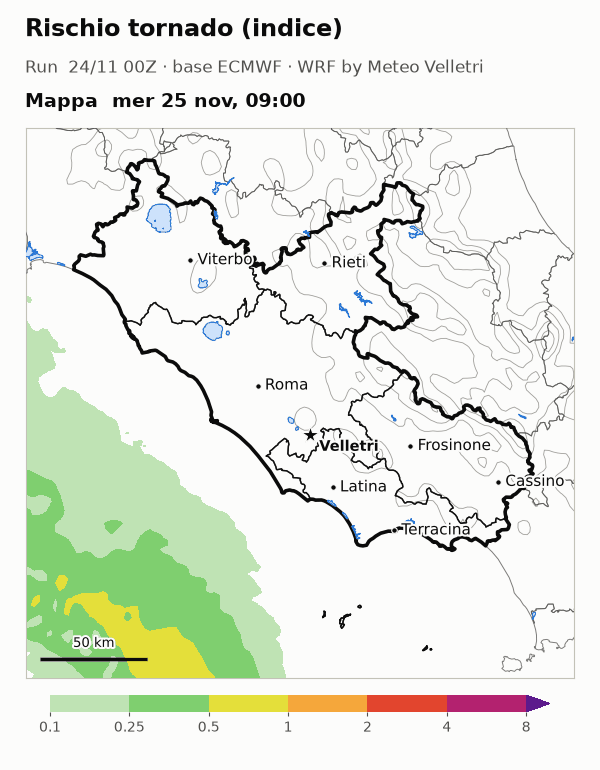 Rischio tornado (indice)
Run  24/11 00Z · base ECMWF · WRF by Meteo Velletri
Mappa  mer 25 nov, 09:00
Viterbo
Rieti
Roma
Velletri
Frosinone
Latina
Cassino
Terracina
50 km
0.1 0.25 0.5 1 2 4 8